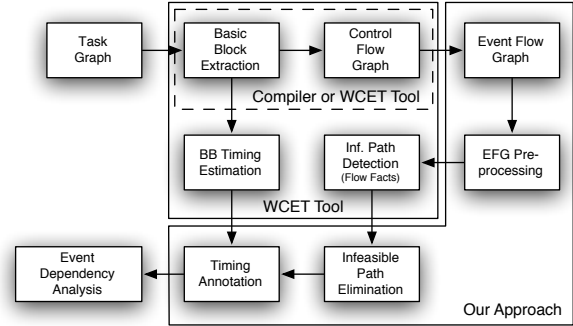 Task
Graph
Basic
Block
Extraction
Control
Flow
Graph
Event Flow
Graph
Compiler or WCET Tool
BB Timing
Estimation
Inf. Path
Detection
(Flow Facts)
EFG Pre-
processing
WCET Tool
Event
Dependency
Analysis
Timing
Annotation
Infeasible
Path
Elimination
Our Approach